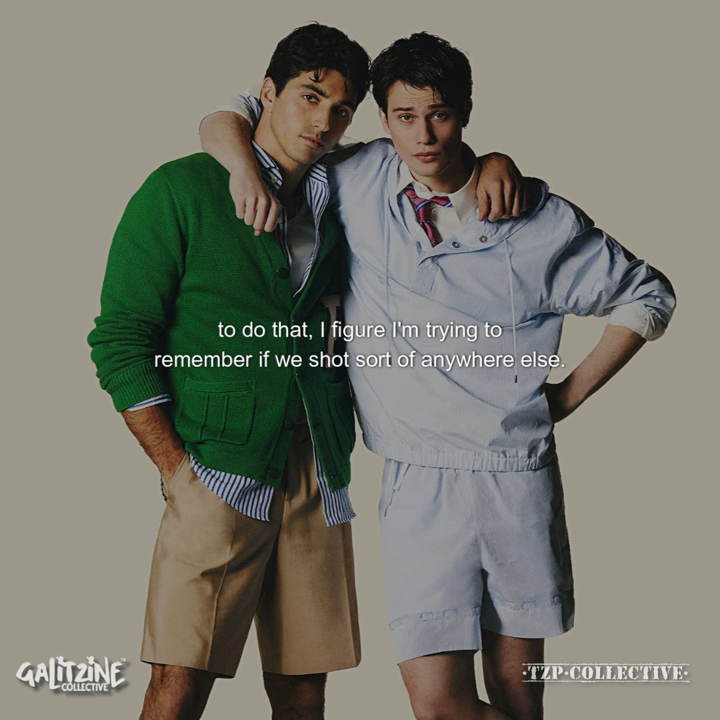 to do that, I figure I'm trying to
remember if we shot sort of anywhere else.
GALITZINE
COLLECTIVE
·TZP·COLLECTIVE·